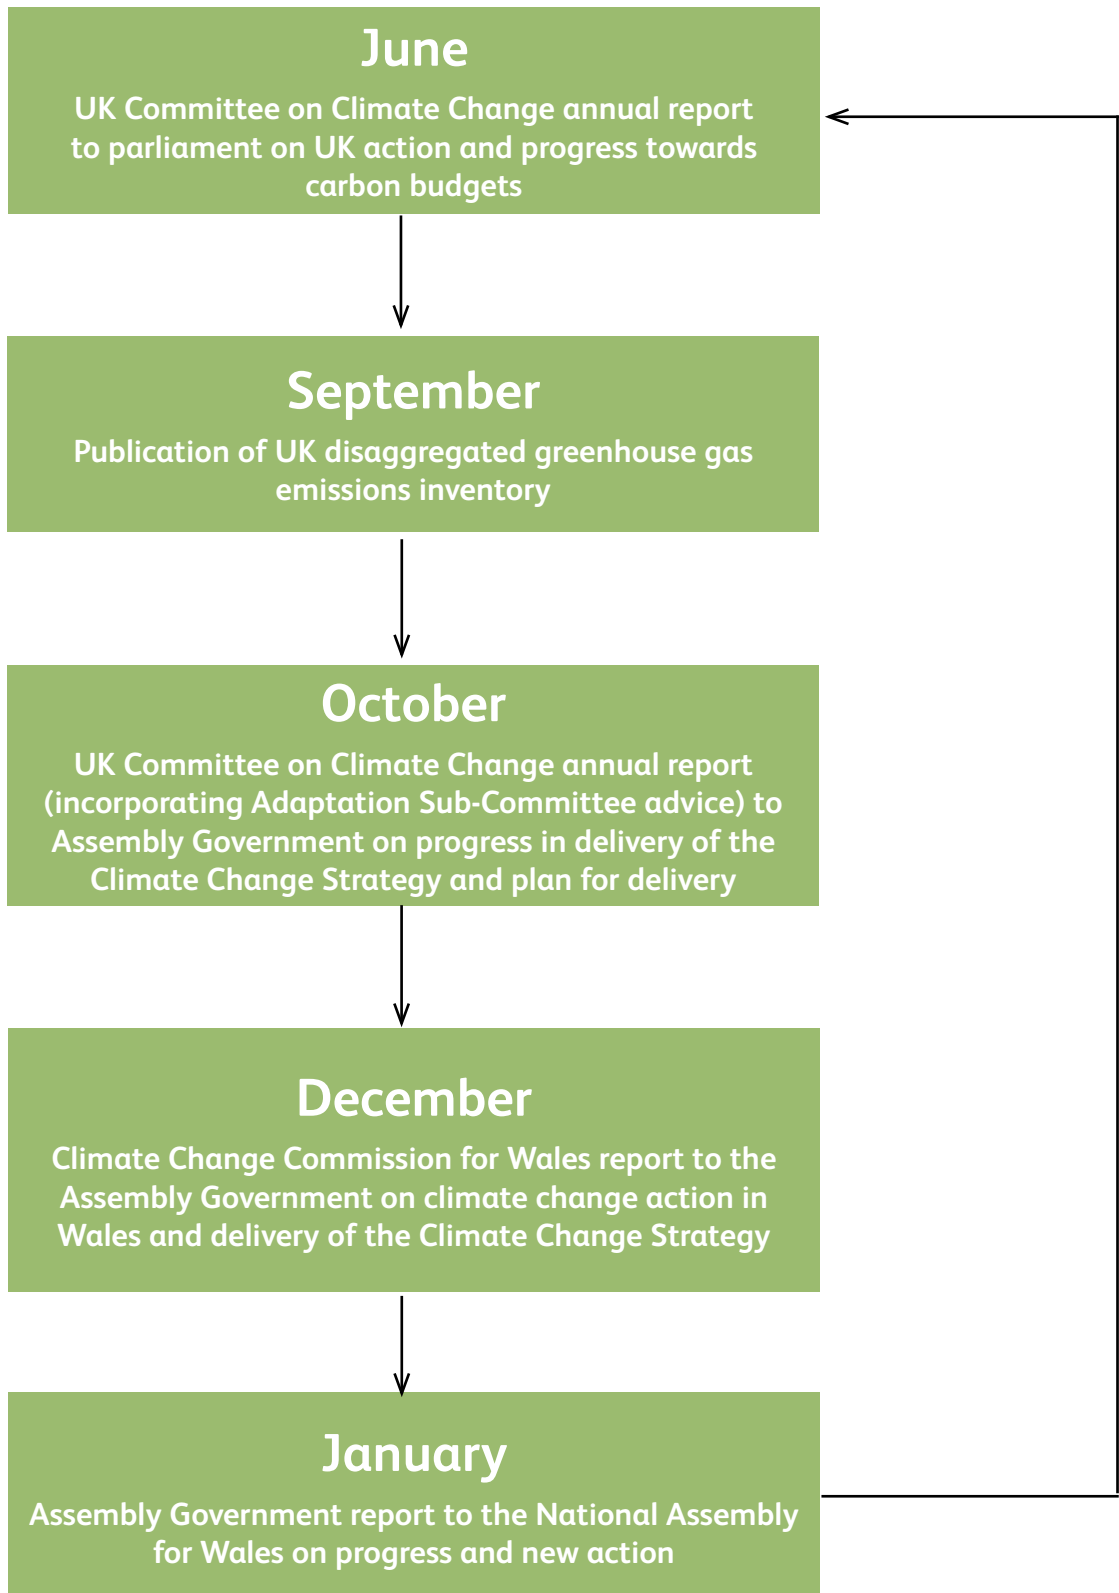 June
UK Committee on Climate Change annual report
to parliament on UK action and progress towards
carbon budgets
September
Publication of UK disaggregated greenhouse gas
emissions inventory
October
UK Committee on Climate Change annual report
(incorporating Adaptation Sub-Committee advice) to
Assembly Government on progress in delivery of the
Climate Change Strategy and plan for delivery
December
Climate Change Commission for Wales report to the
Assembly Government on climate change action in
Wales and delivery of the Climate Change Strategy
January
Assembly Government report to the National Assembly
for Wales on progress and new action